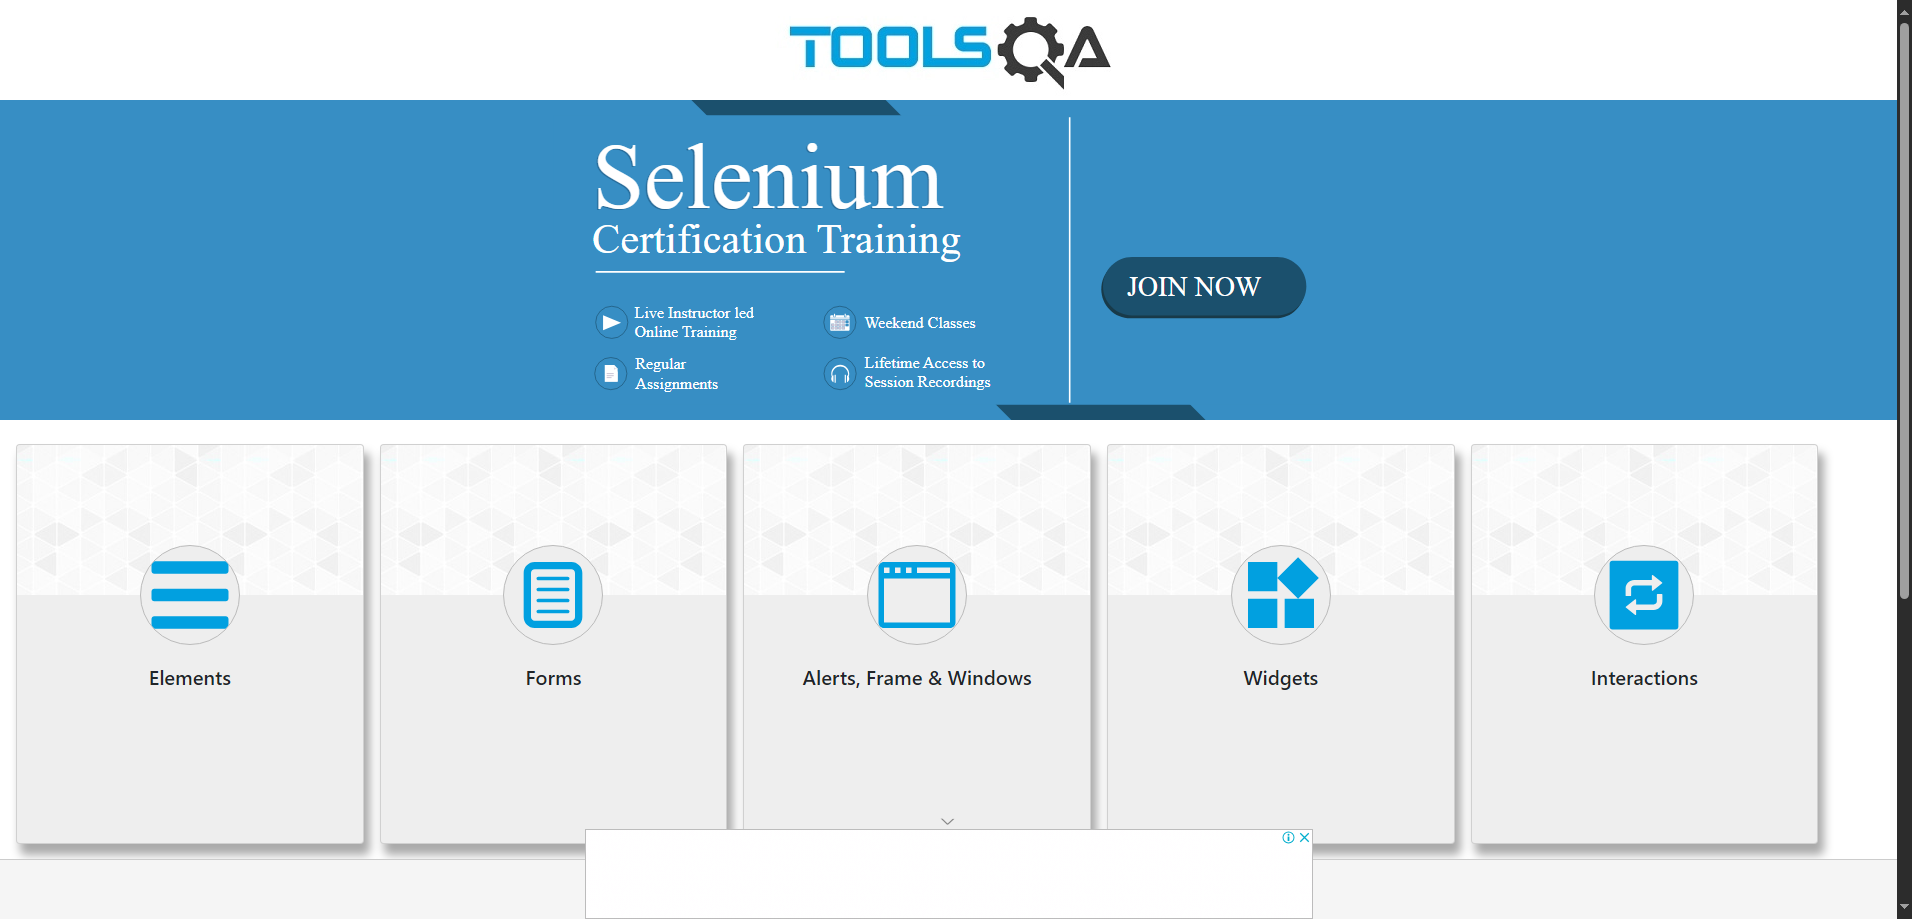 TOOLSQA
Selenium
Certification Training
Live Instructor led
Online Training
Weekend Classes
Regular
Assignments
Lifetime Access to
Session Recordings
JOIN NOW
Elements
Forms
Alerts, Frame & Windows
Widgets
Interactions